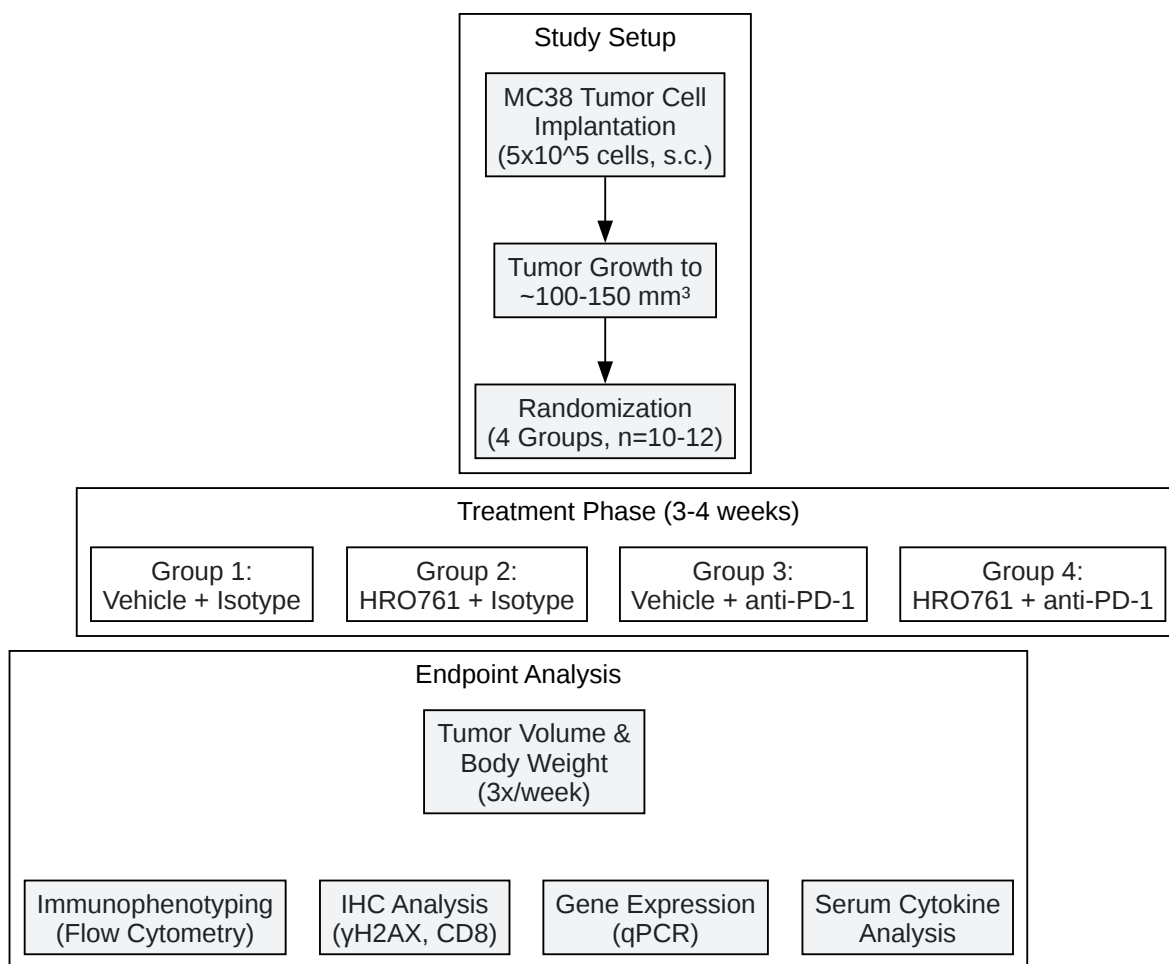 Study Setup
MC38 Tumor Cell
Implantation
(5x10^5 cells, s.c.)
Tumor Growth to
~100-150 mm³
Randomization
(4 Groups, n=10-12)
Treatment Phase (3-4 weeks)
Group 1:
Vehicle + Isotype
Group 2:
HRO761 + Isotype
Group 3:
Vehicle + anti-PD-1
Group 4:
HRO761 + anti-PD-1
Endpoint Analysis
Tumor Volume &
Body Weight
(3x/week)
Immunophenotyping
(Flow Cytometry)
IHC Analysis
(γH2AX, CD8)
Gene Expression
(qPCR)
Serum Cytokine
Analysis